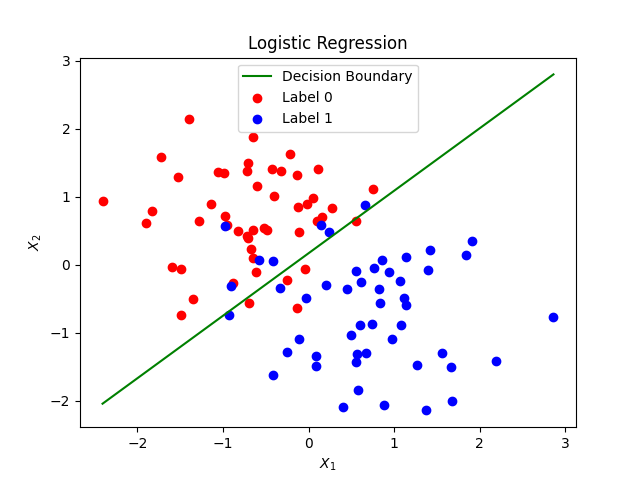 Logistic Regression
Decision Boundary
Label 0
Label 1
3
2
1
0
−1
−2
X₂
−2
−1
0
1
2
3
X₁